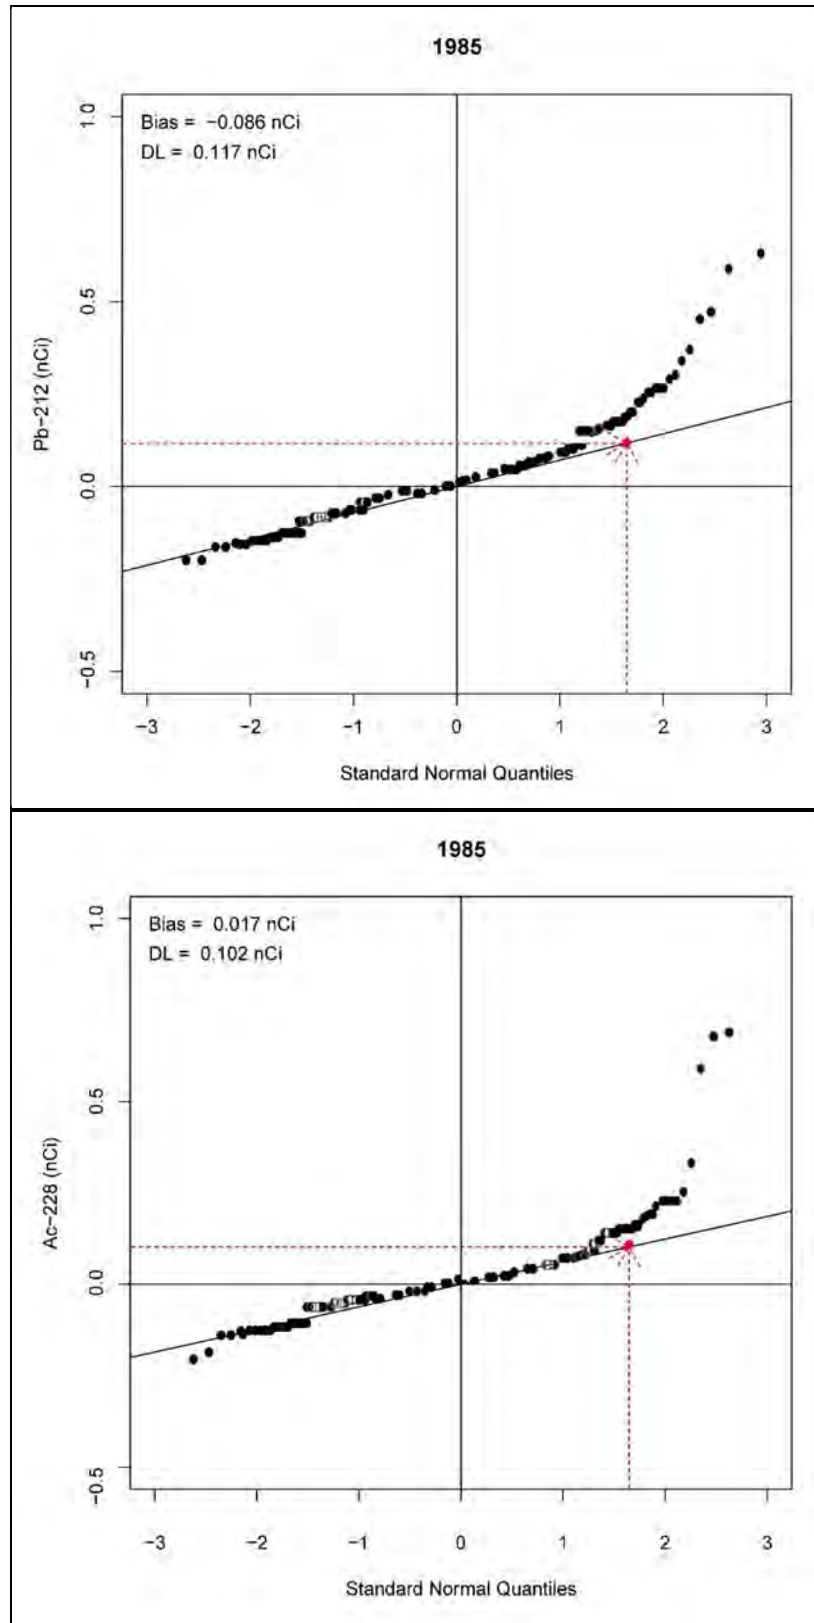 1985
Bias = −0.086 nCi
DL = 0.117 nCi
1.0
0.5
0.0
−0.5
Pb−212 (nCi)
−3 −2 −1 0 1 2 3
Standard Normal Quantiles
1985
Bias = 0.017 nCi
DL = 0.102 nCi
1.0
0.5
0.0
−0.5
Ac−228 (nCi)
−3 −2 −1 0 1 2 3
Standard Normal Quantiles